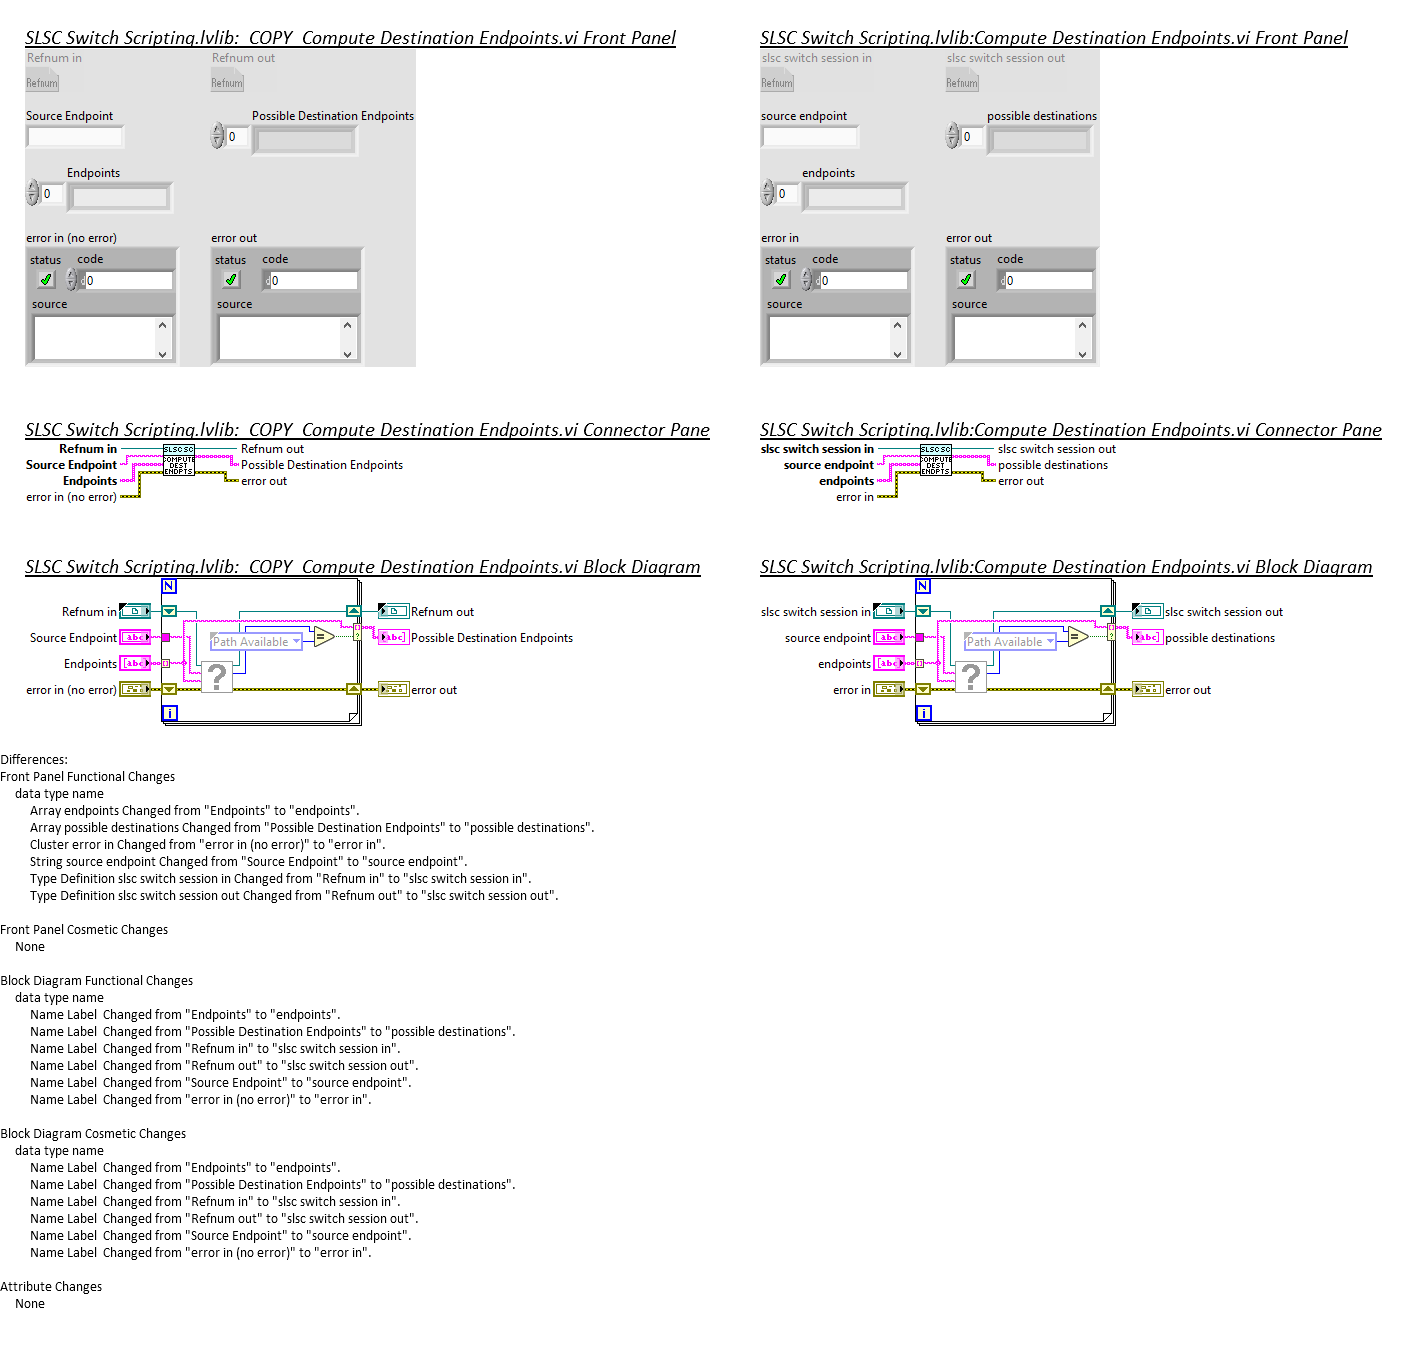 SLSC Switch Scripting.lvlib:_COPY_Compute Destination Endpoints.vi Front Panel
Refnum in
Refnum out
Refnum
Refnum
Source Endpoint
Possible Destination Endpoints
0
Endpoints
0
error in (no error)
error out
status code
status code
d0
d0
source
source
SLSC Switch Scripting.lvlib:Compute Destination Endpoints.vi Front Panel
slsc switch session in
slsc switch session out
Refnum
Refnum
source endpoint
possible destinations
0
endpoints
0
error in
error out
status code
status code
d0
d0
source
source
SLSC Switch Scripting.lvlib:_COPY_Compute Destination Endpoints.vi Connector Pane
Refnum in
Source Endpoint
Endpoints
error in (no error)
SLSC SC
COMPUTE
DEST
ENDPTS
Refnum out
Possible Destination Endpoints
error out
SLSC Switch Scripting.lvlib:Compute Destination Endpoints.vi Connector Pane
slsc switch session in
source endpoint
endpoints
error in
SLSC SC
COMPUTE
DEST
ENDPTS
slsc switch session out
possible destinations
error out
SLSC Switch Scripting.lvlib:_COPY_Compute Destination Endpoints.vi Block Diagram
N
Refnum in
Refnum out
Source Endpoint
abc
Path Available
=
abc
Possible Destination Endpoints
Endpoints
abc
?
error in (no error)
error out
i
SLSC Switch Scripting.lvlib:Compute Destination Endpoints.vi Block Diagram
N
slsc switch session in
slsc switch session out
source endpoint
abc
Path Available
=
abc
possible destinations
endpoints
abc
?
error in
error out
i
Differences:
Front Panel Functional Changes
data type name
Array endpoints Changed from "Endpoints" to "endpoints".
Array possible destinations Changed from "Possible Destination Endpoints" to "possible destinations".
Cluster error in Changed from "error in (no error)" to "error in".
String source endpoint Changed from "Source Endpoint" to "source endpoint".
Type Definition slsc switch session in Changed from "Refnum in" to "slsc switch session in".
Type Definition slsc switch session out Changed from "Refnum out" to "slsc switch session out".
Front Panel Cosmetic Changes
None
Block Diagram Functional Changes
data type name
Name Label  Changed from "Endpoints" to "endpoints".
Name Label  Changed from "Possible Destination Endpoints" to "possible destinations".
Name Label  Changed from "Refnum in" to "slsc switch session in".
Name Label  Changed from "Refnum out" to "slsc switch session out".
Name Label  Changed from "Source Endpoint" to "source endpoint".
Name Label  Changed from "error in (no error)" to "error in".
Block Diagram Cosmetic Changes
data type name
Name Label  Changed from "Endpoints" to "endpoints".
Name Label  Changed from "Possible Destination Endpoints" to "possible destinations".
Name Label  Changed from "Refnum in" to "slsc switch session in".
Name Label  Changed from "Refnum out" to "slsc switch session out".
Name Label  Changed from "Source Endpoint" to "source endpoint".
Name Label  Changed from "error in (no error)" to "error in".
Attribute Changes
None